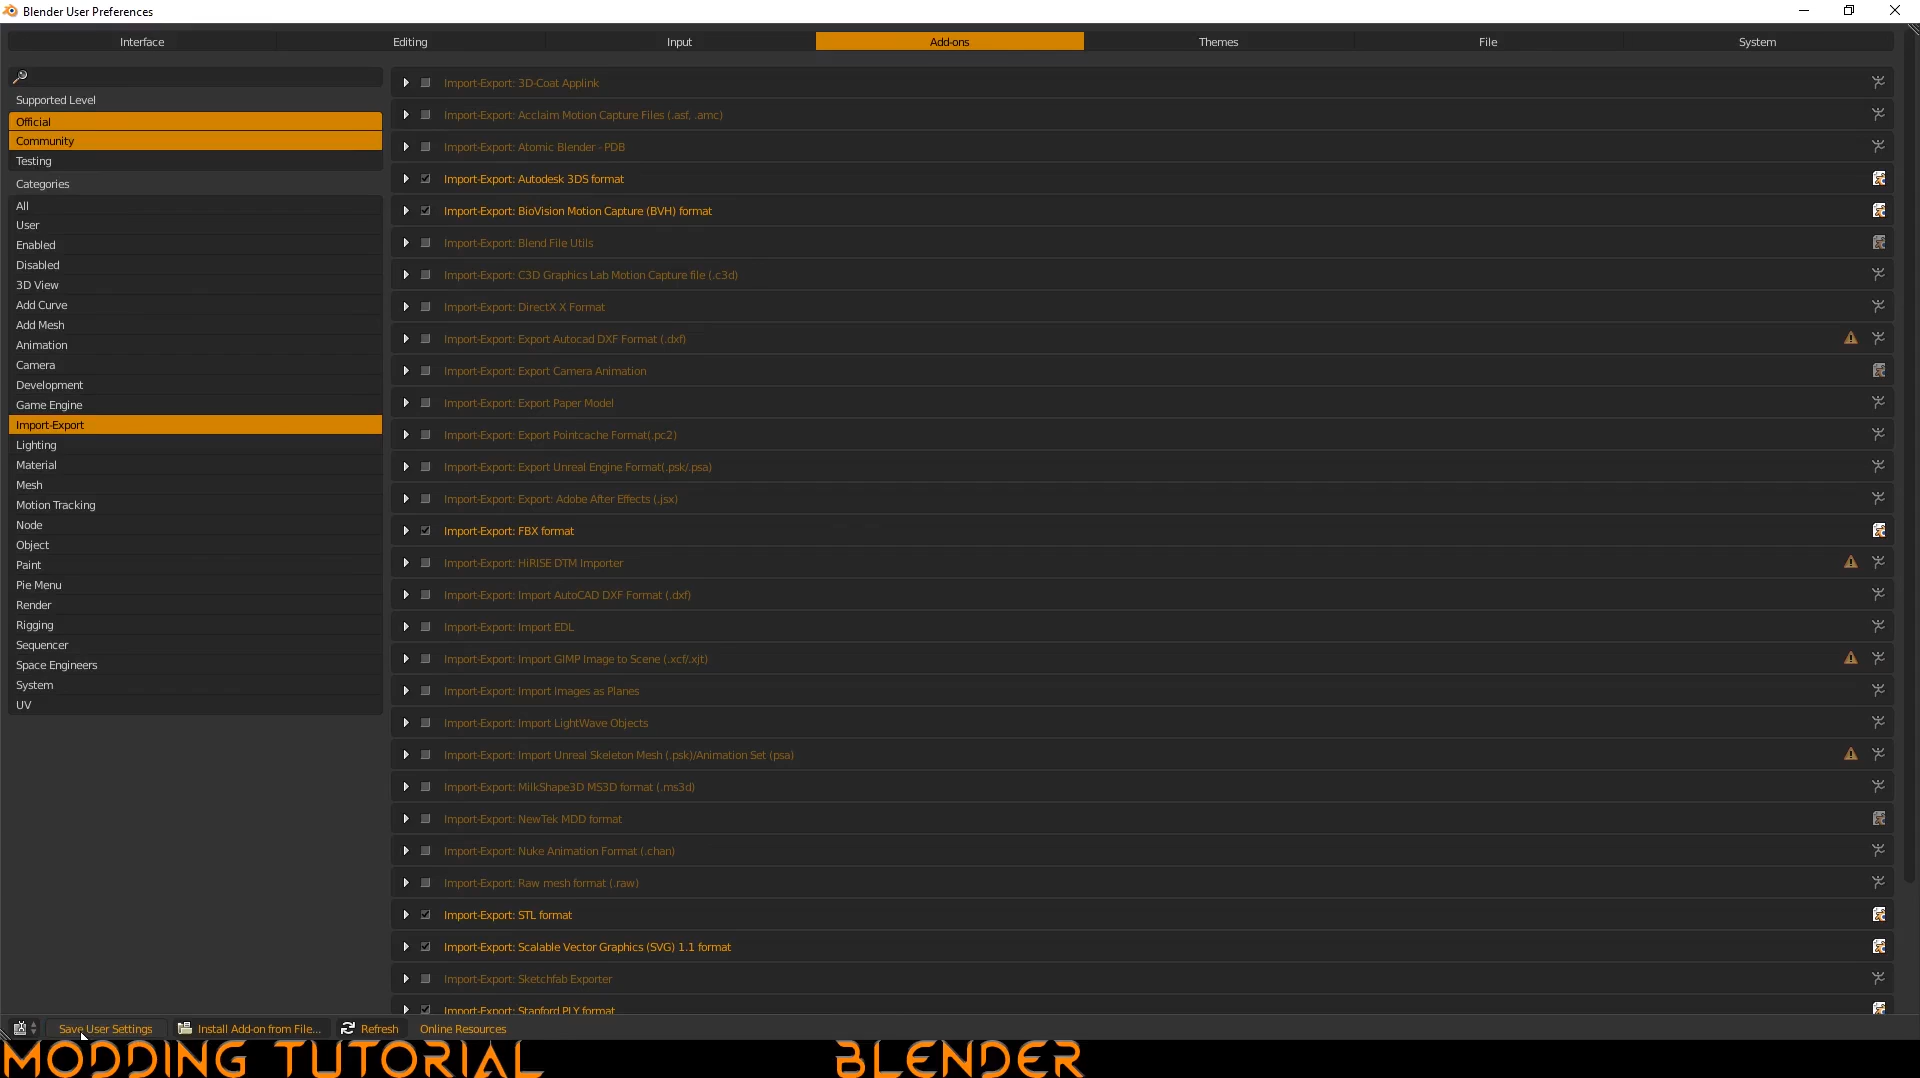 Blender User Preferences
Interface
Editing
Input
Add-ons
Themes
File
System
Supported Level
Official
Community
Testing
Categories
All
User
Enabled
Disabled
3D View
Add Curve
Add Mesh
Animation
Camera
Development
Game Engine
Import-Export
Lighting
Material
Mesh
Motion Tracking
Node
Object
Paint
Pie Menu
Render
Rigging
Sequencer
Space Engineers
System
UV
Import-Export: 3D-Coat Applink
Import-Export: Acclaim Motion Capture Files (.asf, .amc)
Import-Export: Atomic Blender - PDB
Import-Export: Autodesk 3DS format
Import-Export: BioVision Motion Capture (BVH) format
Import-Export: Blend File Utils
Import-Export: C3D Graphics Lab Motion Capture file (.c3d)
Import-Export: DirectX X Format
Import-Export: Export Autocad DXF Format (.dxf)
Import-Export: Export Camera Animation
Import-Export: Export Paper Model
Import-Export: Export Pointcache Format(.pc2)
Import-Export: Export Unreal Engine Format(.psk/.psa)
Import-Export: Export: Adobe After Effects (.jsx)
Import-Export: FBX format
Import-Export: HiRISE DTM Importer
Import-Export: Import AutoCAD DXF Format (.dxf)
Import-Export: Import EDL
Import-Export: Import GIMP Image to Scene (.xcf/.xjt)
Import-Export: Import Images as Planes
Import-Export: Import LightWave Objects
Import-Export: Import Unreal Skeleton Mesh (.psk)/Animation Set (psa)
Import-Export: MilkShape3D MS3D format (.ms3d)
Import-Export: NewTek MDD format
Import-Export: Nuke Animation Format (.chan)
Import-Export: Raw mesh format (.raw)
Import-Export: STL format
Import-Export: Scalable Vector Graphics (SVG) 1.1 format
Import-Export: Sketchfab Exporter
Import-Export: Stanford PLY format
Save User Settings
Install Add-on from File...
Refresh
Online Resources
MODDING TUTORIAL
BLENDER